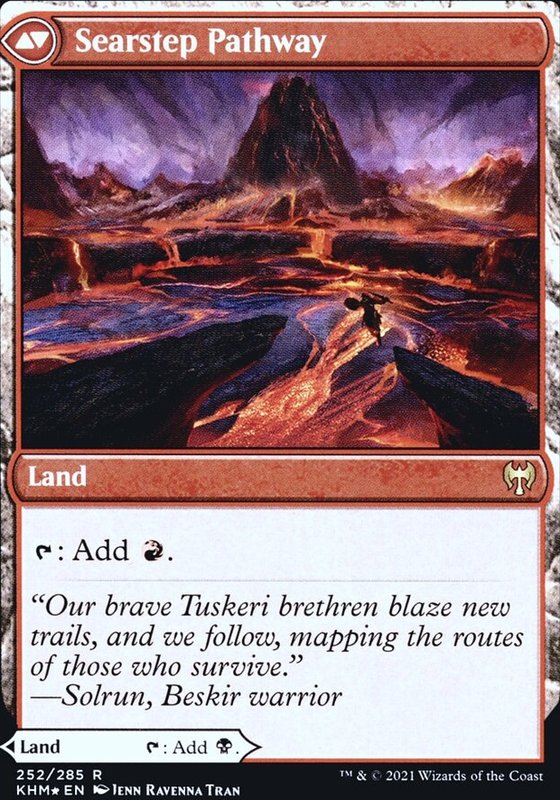 Searstep Pathway
Land
: Add .
“Our brave Tuskeri brethren blaze new
trails, and we follow, mapping the routes
of those who survive.”
—Solrun, Beskir warrior
Land : Add .
252/285 R
KHM★EN Jenn Ravenna Tran
™ & © 2021 Wizards of the Coast